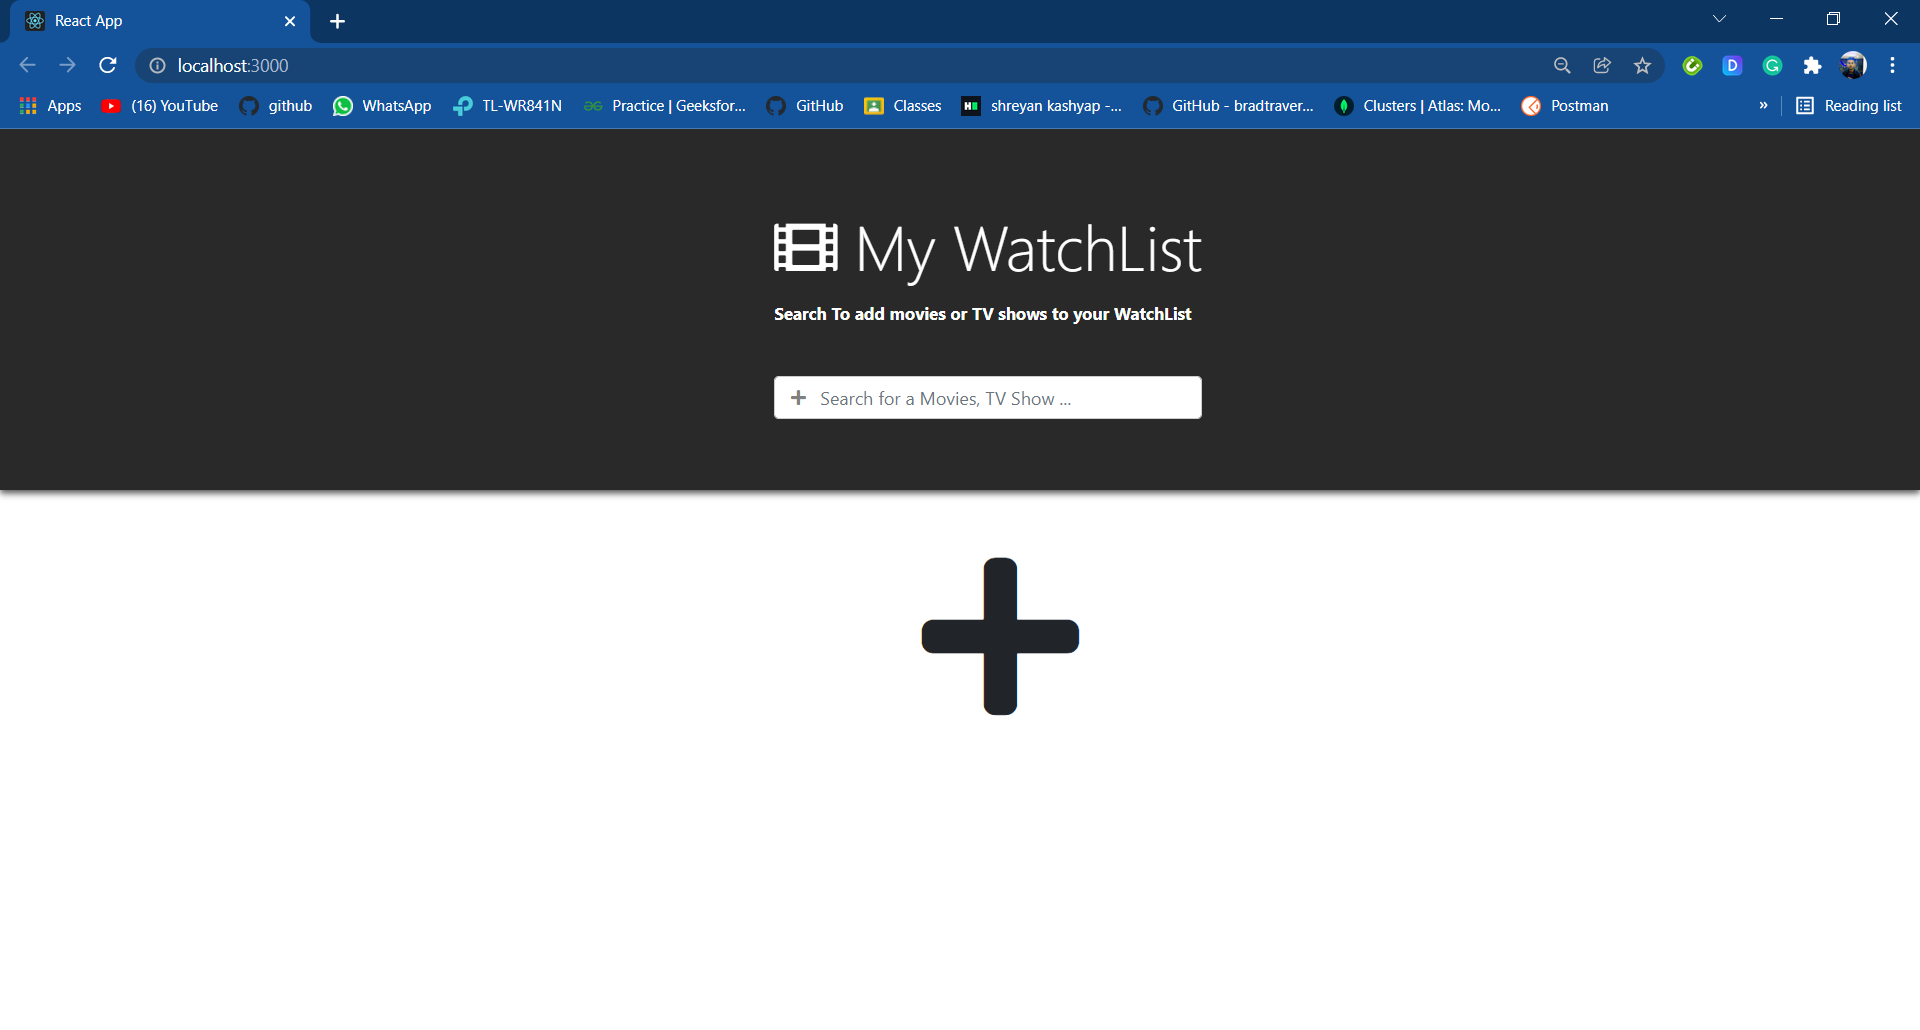 React App
localhost:3000
Apps (16) YouTube github WhatsApp TL-WR841N Practice | Geeksfor... GitHub Classes shreyan kashyap -... GitHub - bradtraver... Clusters | Atlas: Mo... Postman » Reading list
My WatchList
Search To add movies or TV shows to your WatchList
Search for a Movies, TV Show ...